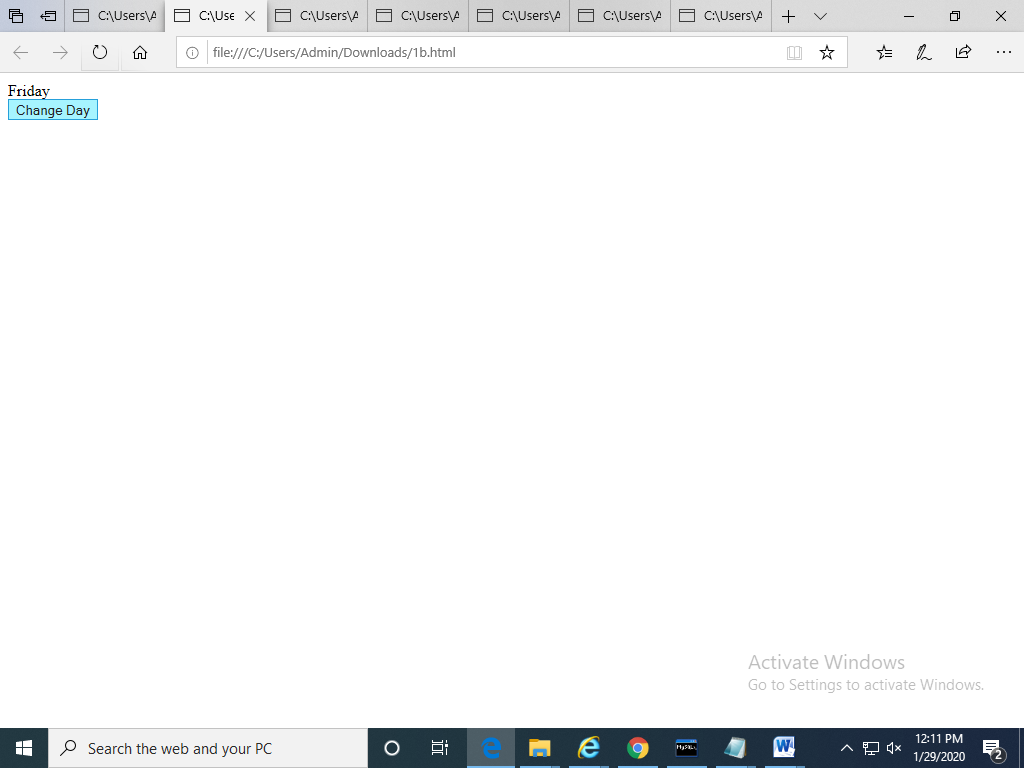 C:\Users\A
C:\Use
C:\Users\A
C:\Users\A
C:\Users\A
C:\Users\A
C:\Users\A
file:///C:/Users/Admin/Downloads/1b.html
Friday
Change Day
Activate Windows
Go to Settings to activate Windows.
Search the web and your PC
MySQL
12:11 PM
1/29/2020
2